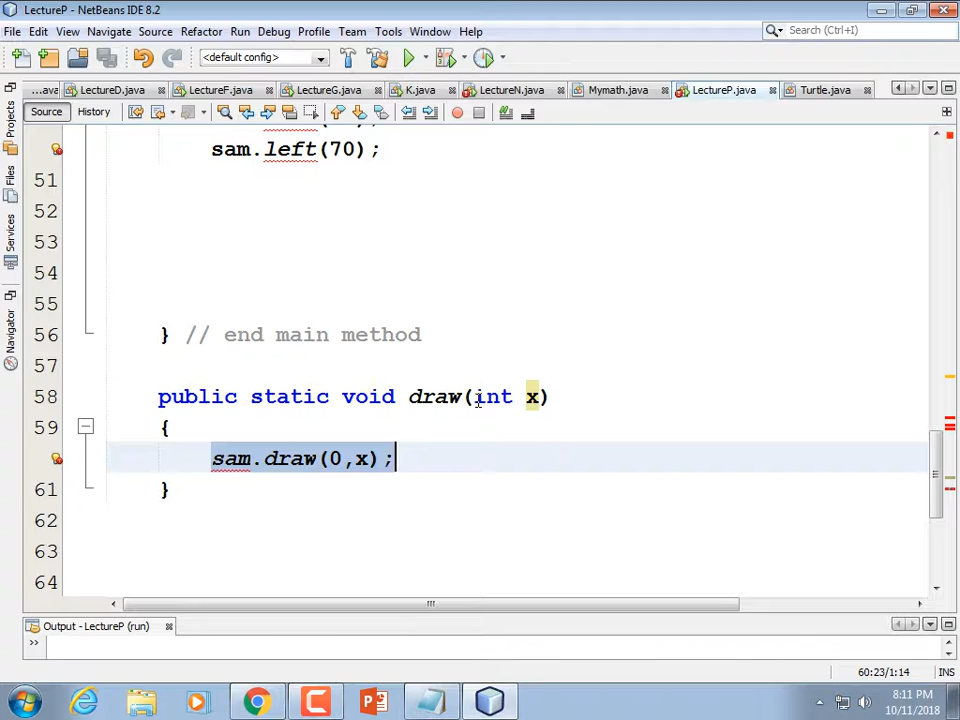 LectureP - NetBeans IDE 8.2
File Edit View Navigate Source Refactor Run Debug Profile Team Tools Window Help
Search (Ctrl+I)
<default config>
...ava LectureD.java LectureF.java LectureG.java K.java LectureN.java Mymath.java LectureP.java Turtle.java
Source History
Projects
Files
Services
Navigator
sam.left(70);
51
52
53
54
55
56 } // end main method
57
58 public static void draw(int x)
59 {
sam.draw(0,x);
61 }
62
63
64
Output - LectureP (run)
>>
60:23/1:14 INS
8:11 PM
10/11/2018